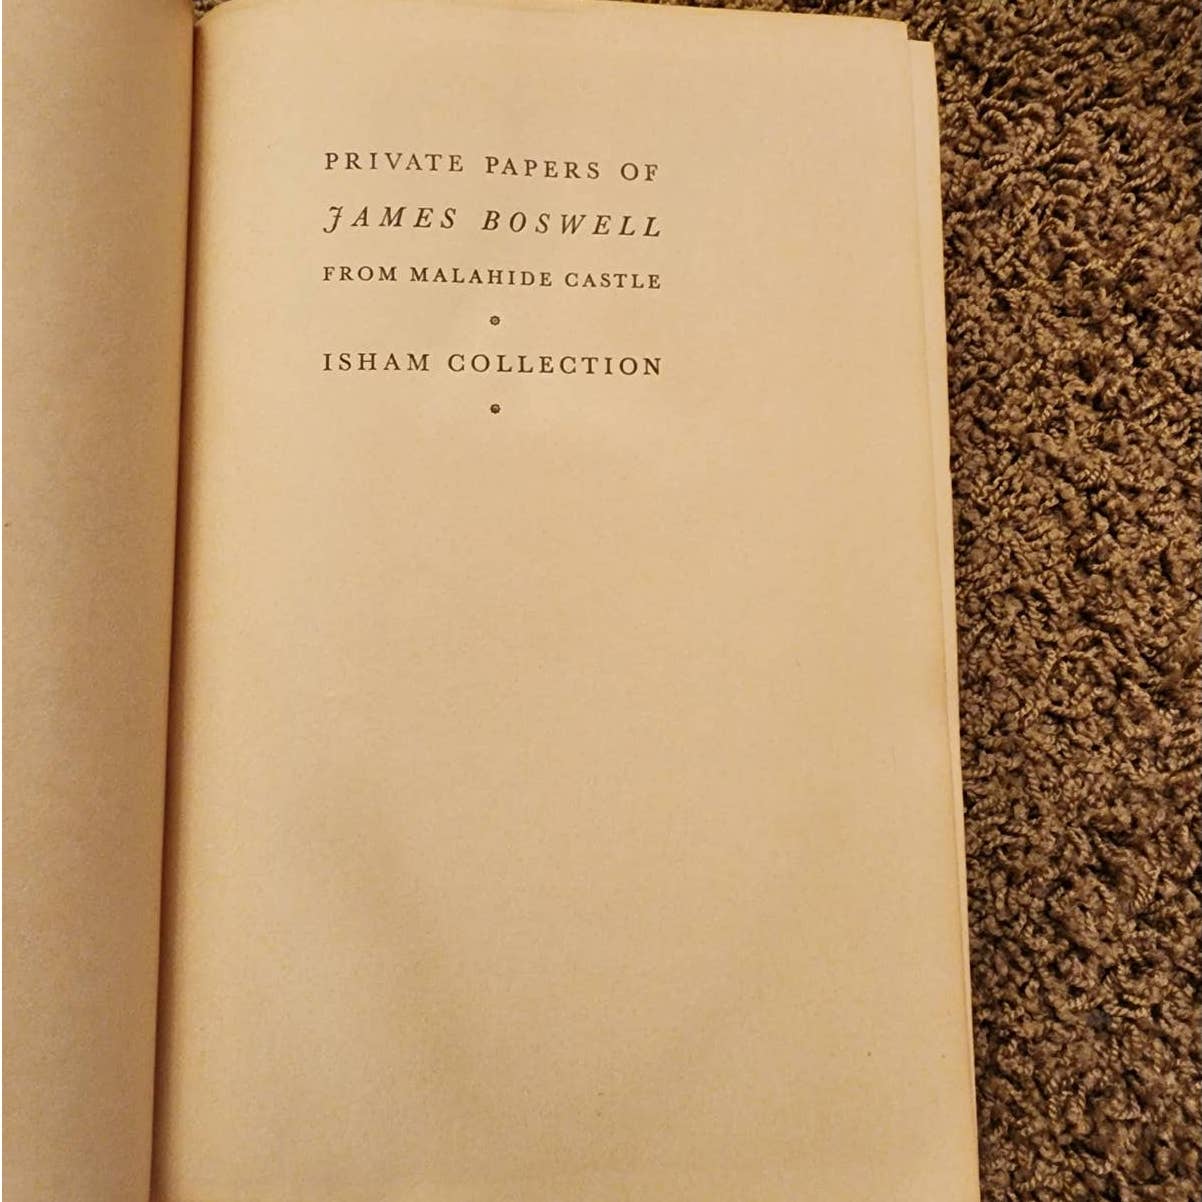 PRIVATE PAPERS OF
JAMES BOSWELL
FROM MALAHIDE CASTLE
ISHAM COLLECTION